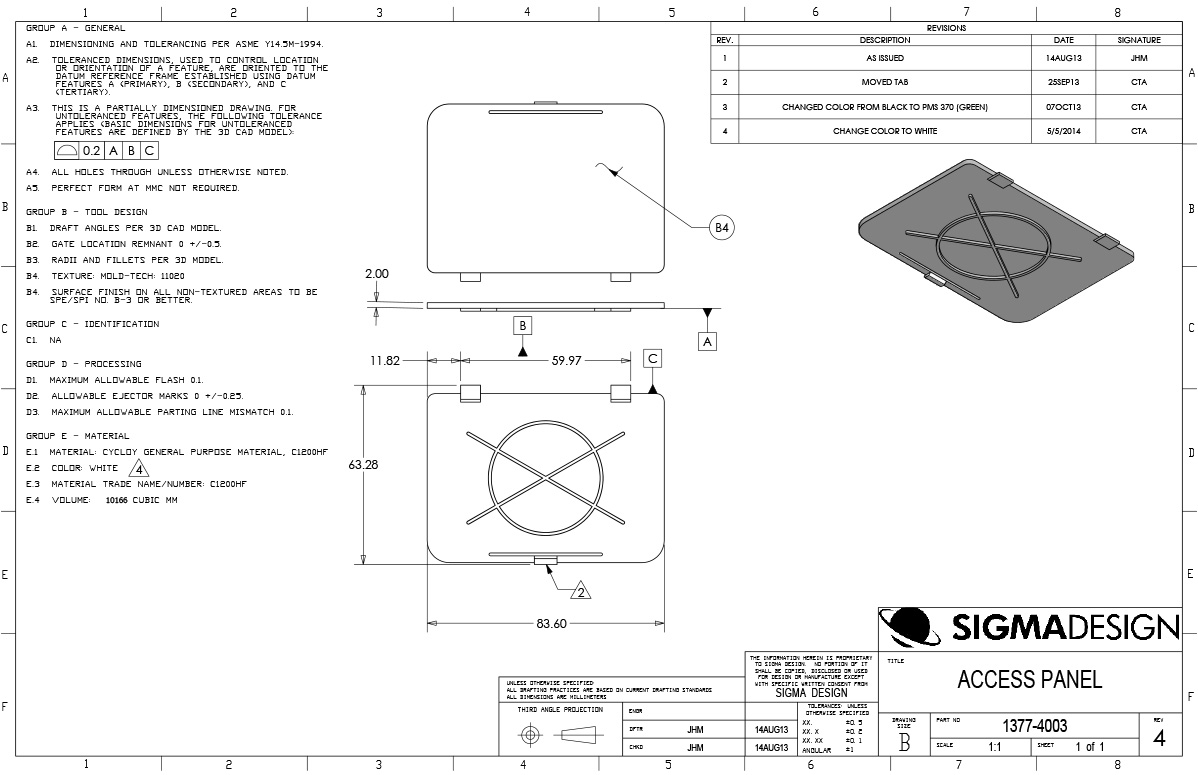 1 2 3 4 5 6 7 8
GROUP A - GENERAL
A1. DIMENSIONING AND TOLERANCING PER ASME Y14.5M-1994.
A2. TOLERANCED DIMENSIONS, USED TO CONTROL LOCATION
OR ORIENTATION OF A FEATURE, ARE ORIENTED TO THE
DATUM REFERENCE FRAME ESTABLISHED USING DATUM
FEATURES A (PRIMARY), B (SECONDARY), AND C
(TERTIARY).
A3. THIS IS A PARTIALLY DIMENSIONED DRAWING. FOR
UNTOLERANCED FEATURES, THE FOLLOWING TOLERANCE
APPLIES (BASIC DIMENSIONS FOR UNTOLERANCED
FEATURES ARE DEFINED BY THE 3D CAD MODEL):
0.2 A B C
A4. ALL HOLES THROUGH UNLESS OTHERWISE NOTED.
A5. PERFECT FORM AT MMC NOT REQUIRED.
GROUP B - TOOL DESIGN
B1. DRAFT ANGLES PER 3D CAD MODEL.
B2. GATE LOCATION REMNANT 0 +/-0.5.
B3. RADII AND FILLETS PER 3D MODEL.
B4. TEXTURE: MOLD-TECH: 11020
B4. SURFACE FINISH ON ALL NON-TEXTURED AREAS TO BE
SPE/SPI NO. B-3 OR BETTER.
GROUP C - IDENTIFICATION
C1. NA
GROUP D - PROCESSING
D1. MAXIMUM ALLOWABLE FLASH 0.1.
D2. ALLOWABLE EJECTOR MARKS 0 +/-0.25.
D3. MAXIMUM ALLOWABLE PARTING LINE MISMATCH 0.1.
GROUP E - MATERIAL
E.1 MATERIAL: CYCLOY GENERAL PURPOSE MATERIAL, C1200HF
E.2 COLOR: WHITE 4
E.3 MATERIAL TRADE NAME/NUMBER: C1200HF
E.4 VOLUME: 10166 CUBIC MM
REVISIONS
REV. DESCRIPTION DATE SIGNATURE
1 AS ISSUED 14AUG13 JHM
2 MOVED TAB 25SEP13 CTA
3 CHANGED COLOR FROM BLACK TO PMS 370 (GREEN) 07OCT13 CTA
4 CHANGE COLOR TO WHITE 5/5/2014 CTA
B4
2.00
B
A
11.82
59.97
C
63.28
2
83.60
A
B
C
D
E
F
A
B
C
D
E
F
SIGMADESIGN
THE INFORMATION HEREIN IS PROPRIETARY
TO SIGMA DESIGN. NO PORTION OF IT
SHALL BE COPIED, DISCLOSED OR USED
FOR DESIGN OR MANUFACTURE EXCEPT
WITH SPECIFIC WRITTEN CONSENT FROM
SIGMA DESIGN
TITLE
ACCESS PANEL
UNLESS OTHERWISE SPECIFIED:
ALL DRAFTING PRACTICES ARE BASED ON CURRENT DRAFTING STANDARDS
ALL DIMENSIONS ARE MILLIMETERS
THIRD ANGLE PROJECTION
ENGR
DFTR JHM 14AUG13
CHKD JHM 14AUG13
TOLERANCES: UNLESS
OTHERWISE SPECIFIED
XX. ±0.5
XX.X ±0.2
XX.XX ±0.1
ANGULAR ±1
DRAWING
SIZE
B
PART NO
1377-4003
SCALE 1:1 SHEET 1 of 1
REV
4
1 2 3 4 5 6 7 8